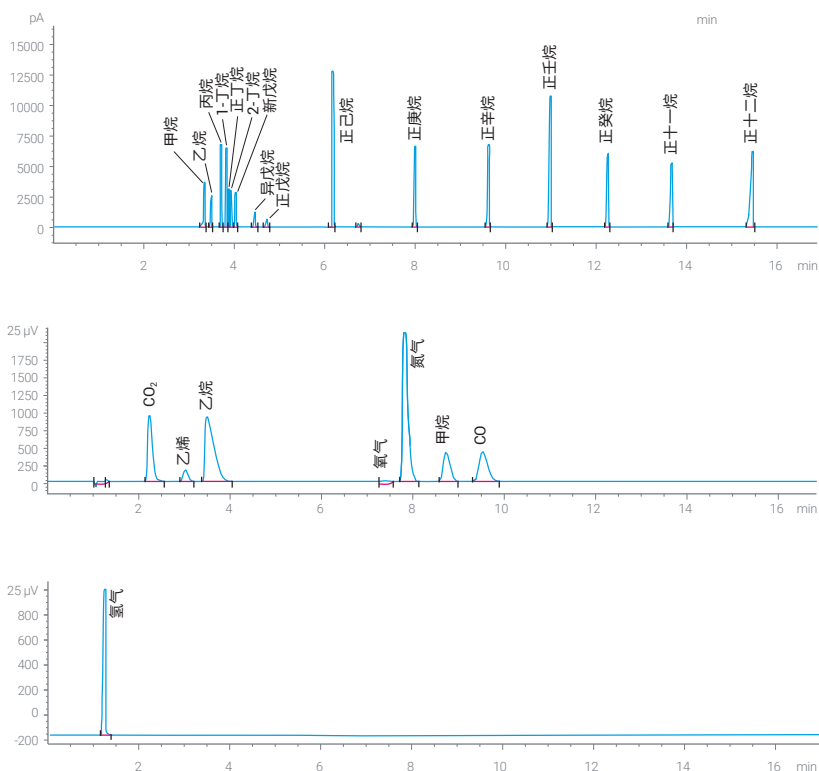 pA
min
15000
12500
10000
7500
5000
2500
0
甲烷
乙烷
丙烷
1-丁烷
正丁烷
2-丁烷
新戊烷
异戊烷
正戊烷
正己烷
正庚烷
正辛烷
正壬烷
正癸烷
正十一烷
正十二烷
2 4 6 8 10 12 14 16 min
25 µV
1750
1500
1250
1000
750
500
250
0
CO₂
乙烯
乙烷
氧气
氮气
甲烷
CO
2 4 6 8 10 12 14 16 min
25 µV
800
600
400
200
0
-200
氢气
2 4 6 8 10 12 14 16 min